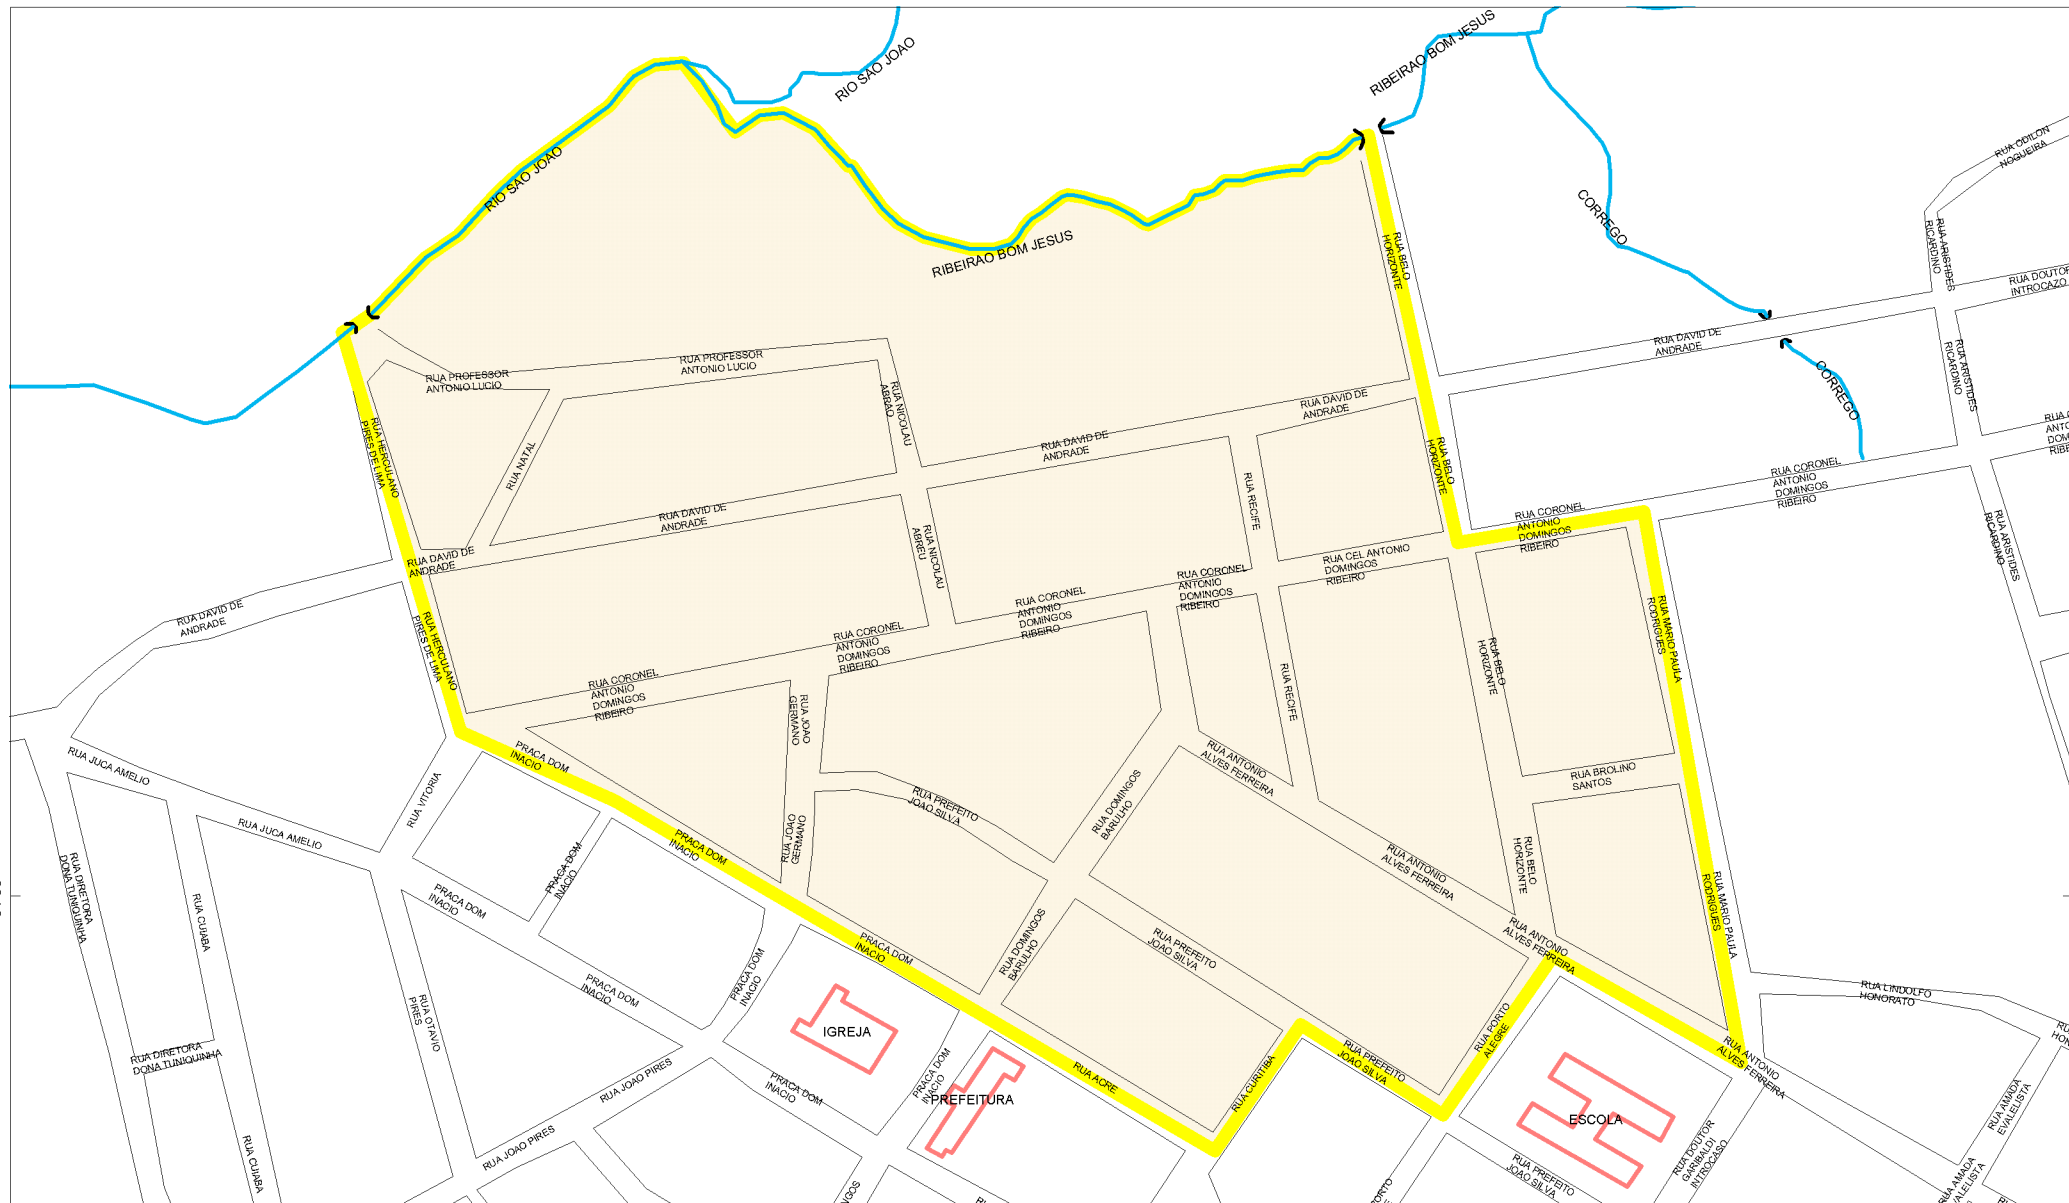 RIO SAO JOAO
RIBEIRAO BOM JESUS
RUA ODILON
NOGUEIRA
RIO SAO JOAO
CORREGO
RIBEIRAO BOM JESUS
RUA BELO
HORIZONTE
RUA ARISTIDES
RICARDINO
RUA DOUTOR
INTROCAZO
RUA PROFESSOR
ANTONIO LUCIO
RUA PROFESSOR
ANTONIO LUCIO
RUA DAVID DE
ANDRADE
RUA ARISTIDES
RICARDINO
CORREGO
RUA NICOLAU
ABRAO
RUA DAVID DE
ANDRADE
RUA HERCULANO
PIRES DE LIMA
RUA NATAL
RUA DAVID DE
ANDRADE
RUA BELO
HORIZONTE
RUA CORONEL
ANTONIO
DOMINGOS
RIBEIRO
RUA DAVID DE
ANDRADE
RUA RECIFE
RUA CORONEL
ANTONIO
DOMINGOS
RIBEIRO
RUA ARISTIDES
RICARDINO
RUA DAVID DE
ANDRADE
RUA NICOLAU
ABREU
RUA CEL ANTONIO
DOMINGOS
RIBEIRO
RUA CORONEL
ANTONIO
DOMINGOS
RIBEIRO
RUA CORONEL
ANTONIO
DOMINGOS
RIBEIRO
RUA DAVID DE
ANDRADE
RUA HERCULANO
PIRES DE LIMA
RUA CORONEL
ANTONIO
DOMINGOS
RIBEIRO
RUA MARIO PAULA
RODRIGUES
RUA BELO
HORIZONTE
RUA CORONEL
ANTONIO
DOMINGOS
RIBEIRO
RUA JOAO
GERMANO
RUA RECIFE
PRACA DOM
INACIO
RUA JUCA AMELIO
RUA VITORIA
RUA ANTONIO
ALVES FERREIRA
RUA BROLINO
SANTOS
RUA PREFEITO
JOAO SILVA
RUA DOMINGOS
BARULHO
RUA JUCA AMELIO
PRACA DOM
INACIO
RUA JOAO
GERMANO
RUA ANTONIO
ALVES FERREIRA
RUA BELO
HORIZONTE
RUA DIRETORA
DONA TUNIQUINHA
PRACA DOM
INACIO
PRACA DOM
INACIO
RUA CUIABA
RUA MARIO PAULA
RODRIGUES
PRACA DOM
INACIO
RUA DOMINGOS
BARULHO
RUA PREFEITO
JOAO SILVA
RUA ANTONIO
ALVES FERREIRA
PRACA DOM
INACIO
PRACA DOM
INACIO
RUA LINDOLFO
HONORATO
RUA OTAVIO
PIRES
IGREJA
RUA PORTO
ALEGRE
RUA DIRETORA
DONA TUNIQUINHA
RUA JOAO PIRES
PRACA DOM
INACIO
PRACA DOM
INACIO
PREFEITURA
RUA ACRE
RUA CURITIBA
RUA PREFEITO
JOAO SILVA
RUA ANTONIO
ALVES FERREIRA
ESCOLA
RUA AMADA
EVALELISTA
RUA JOAO PIRES
RUA CUIABA
RUA DOUTOR
GARIBALDI
INTROCASO
RUA PREFEITO
JOAO SILVA
RUA AMADA